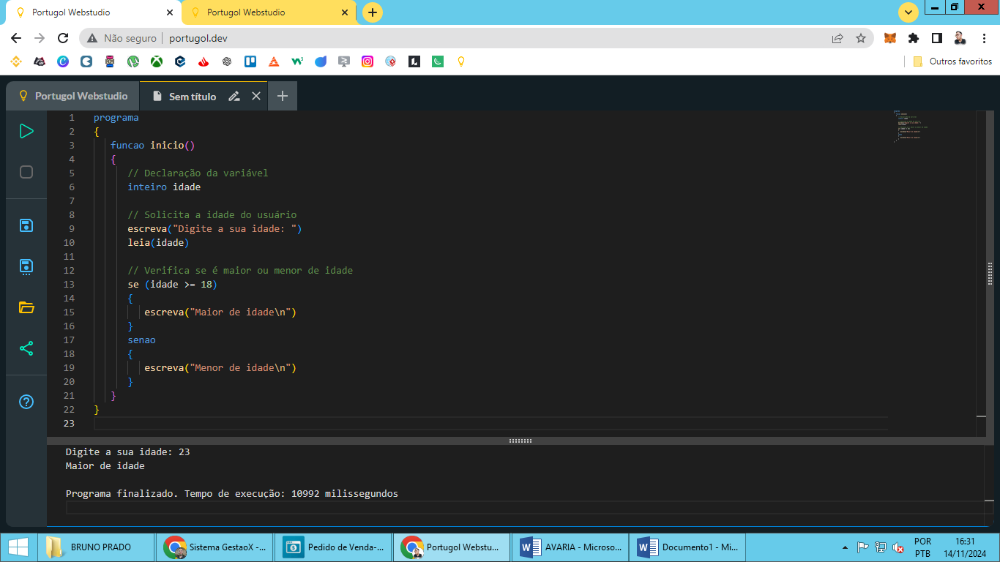 Portugol Webstudio
Portugol Webstudio
Não seguro | portugol.dev
Outros favoritos
Portugol Webstudio
Sem título
1 programa
2 {
3 funcao inicio()
4 {
5 // Declaração da variável
6 inteiro idade
7
8 // Solicita a idade do usuário
9 escreva("Digite a sua idade: ")
10 leia(idade)
11
12 // Verifica se é maior ou menor de idade
13 se (idade >= 18)
14 {
15 escreva("Maior de idade\n")
16 }
17 senao
18 {
19 escreva("Menor de idade\n")
20 }
21 }
22 }
23
Digite a sua idade: 23
Maior de idade
Programa finalizado. Tempo de execução: 10992 milissegundos
BRUNO PRADO
Sistema GestaoX -...
Pedido de Venda-...
Portugol Webstu...
AVARIA - Microso...
Documento1 - Mi...
POR
PTB
16:31
14/11/2024